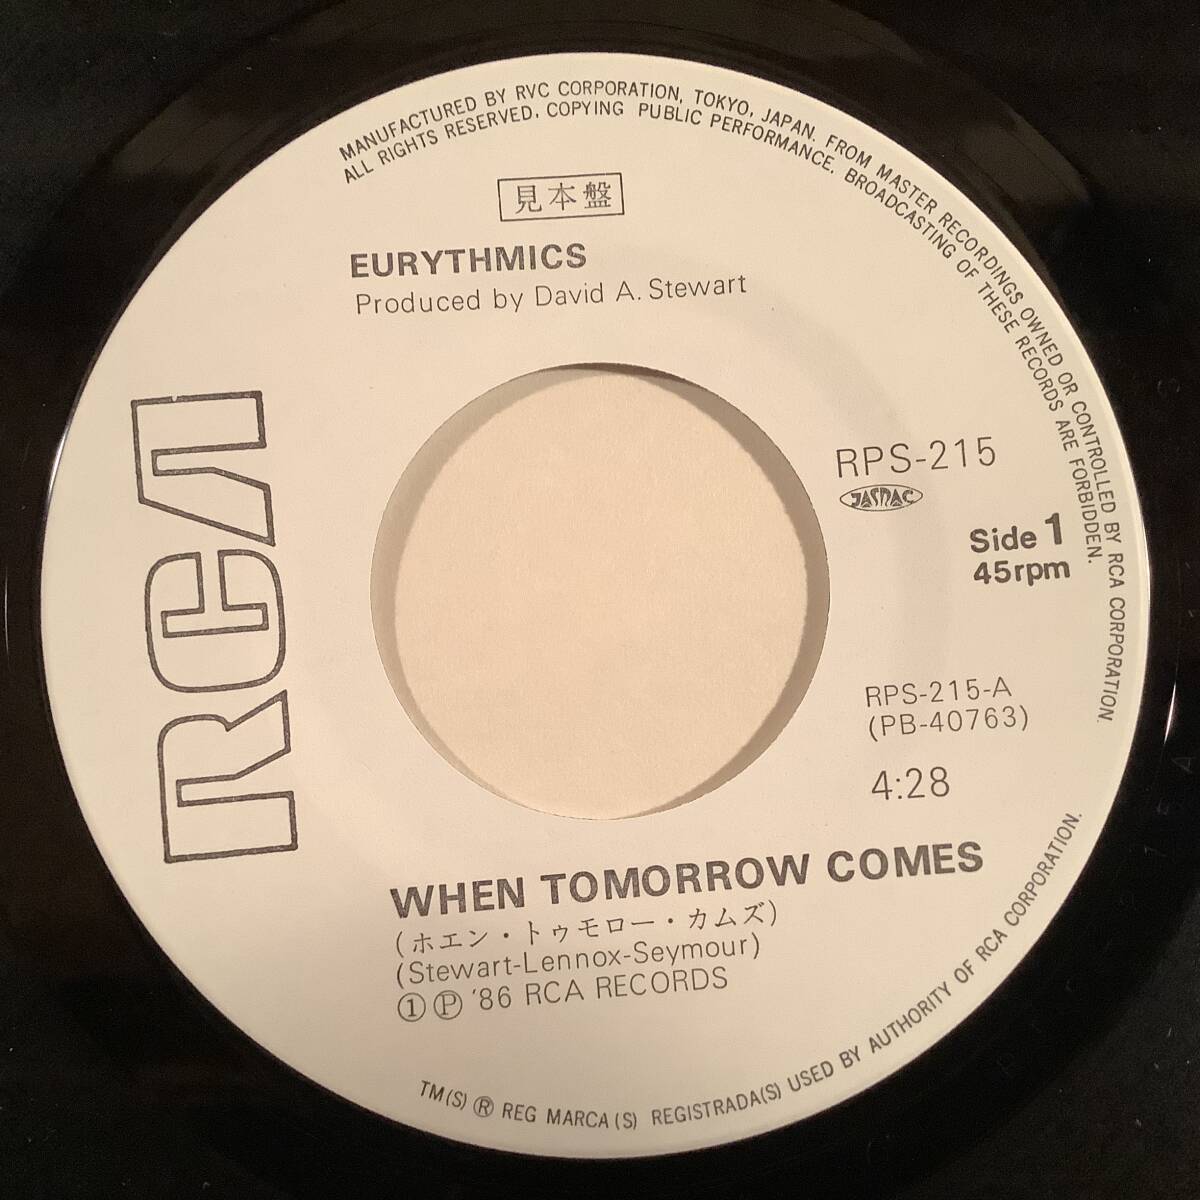 MANUFACTURED BY RVC CORPORATION, TOKYO, JAPAN. FROM MASTER RECORDINGS OWNED OR CONTROLLED BY RCA CORPORATION.
ALL RIGHTS RESERVED. COPYING PUBLIC PERFORMANCE. BROADCASTING OF THESE RECORDS ARE FORBIDDEN.
見本盤
EURYTHMICS
Produced by David A. Stewart
RCA
RPS-215
JASRAC
Side 1
45rpm
RPS-215-A
(PB-40763)
4:28
WHEN TOMORROW COMES
(ホエン・トゥモロー・カムズ)
(Stewart-Lennox-Seymour)
① Ⓟ '86 RCA RECORDS
TM(S) ® REG MARCA(S) REGISTRADA(S) USED BY AUTHORITY OF RCA CORPORATION.